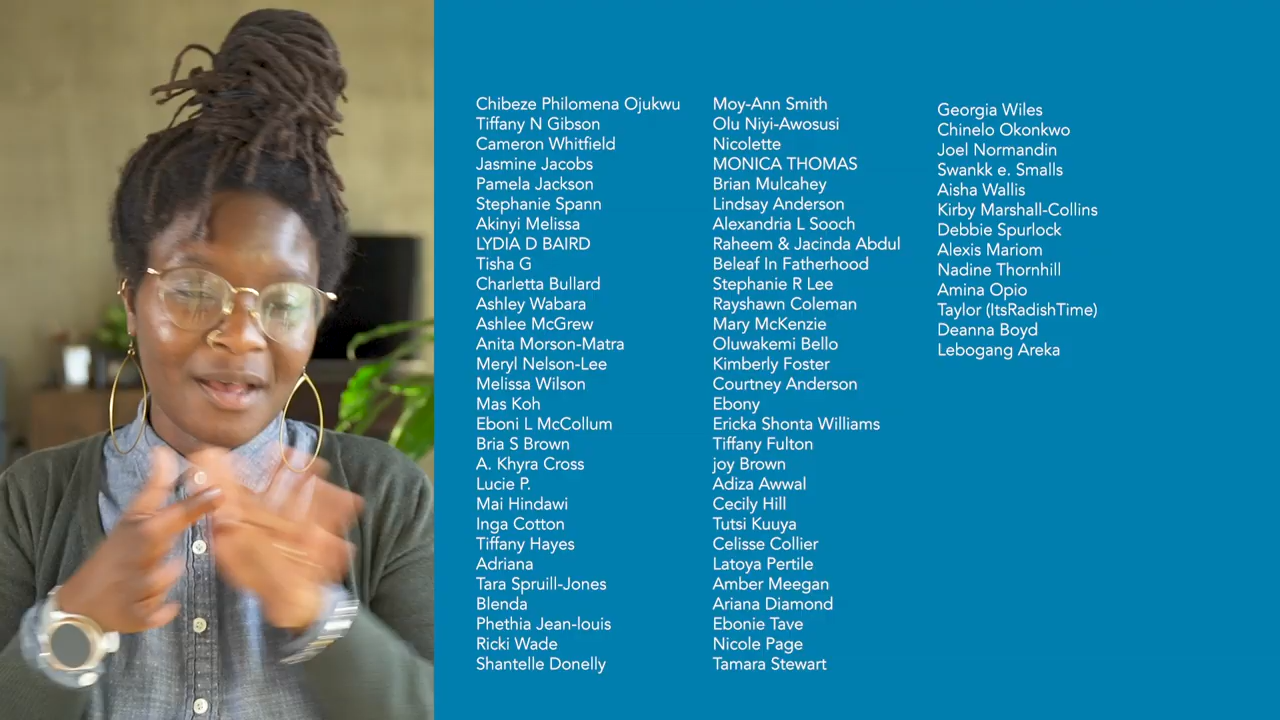 Chibeze Philomena Ojukwu
Tiffany N Gibson
Cameron Whitfield
Jasmine Jacobs
Pamela Jackson
Stephanie Spann
Akinyi Melissa
LYDIA D BAIRD
Tisha G
Charletta Bullard
Ashley Wabara
Ashlee McGrew
Anita Morson-Matra
Meryl Nelson-Lee
Melissa Wilson
Mas Koh
Eboni L McCollum
Bria S Brown
A. Khyra Cross
Lucie P.
Mai Hindawi
Inga Cotton
Tiffany Hayes
Adriana
Tara Spruill-Jones
Blenda
Phethia Jean-louis
Ricki Wade
Shantelle Donelly
Moy-Ann Smith
Olu Niyi-Awosusi
Nicolette
MONICA THOMAS
Brian Mulcahey
Lindsay Anderson
Alexandria L Sooch
Raheem & Jacinda Abdul
Beleaf In Fatherhood
Stephanie R Lee
Rayshawn Coleman
Mary McKenzie
Oluwakemi Bello
Kimberly Foster
Courtney Anderson
Ebony
Ericka Shonta Williams
Tiffany Fulton
joy Brown
Adiza Awwal
Cecily Hill
Tutsi Kuuya
Celisse Collier
Latoya Pertile
Amber Meegan
Ariana Diamond
Ebonie Tave
Nicole Page
Tamara Stewart
Georgia Wiles
Chinelo Okonkwo
Joel Normandin
Swankk e. Smalls
Aisha Wallis
Kirby Marshall-Collins
Debbie Spurlock
Alexis Mariom
Nadine Thornhill
Amina Opio
Taylor (ItsRadishTime)
Deanna Boyd
Lebogang Areka